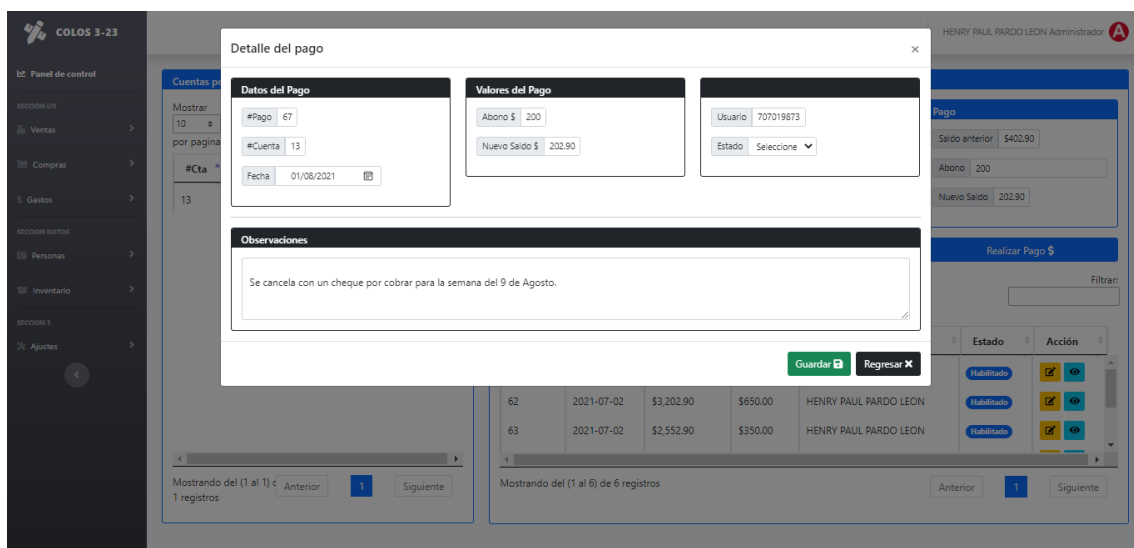 COLOS 3-23
HENRY PAUL PARDO LEON Administrador
Panel de control
SECCIÓN I/S
Ventas
Compras
$ Gastos
SECCION DATOS
Personas
Inventario
SECCION 3
Ajustes
Cuentas po
Mostrar
10
por pagina
#Cta
13
Detalle del pago ×
Datos del Pago
#Pago 67
#Cuenta 13
Fecha 01/08/2021
Valores del Pago
Abono $ 200
Nuevo Saldo $ 202.90
Usuario 707019873
Estado Seleccione
Observaciones
Se cancela con un cheque por cobrar para la semana del 9 de Agosto.
Guardar Regresar
Pago
Saldo anterior $402.90
Abono 200
Nuevo Saldo 202.90
Realizar Pago $
Filtrar:
Estado Acción
Habilitado
62 2021-07-02 $3,202.90 $650.00 HENRY PAUL PARDO LEON Habilitado
63 2021-07-02 $2,552.90 $350.00 HENRY PAUL PARDO LEON Habilitado
Mostrando del (1 al 1) d
1 registros
Anterior 1 Siguiente
Mostrando del (1 al 6) de 6 registros
Anterior 1 Siguiente